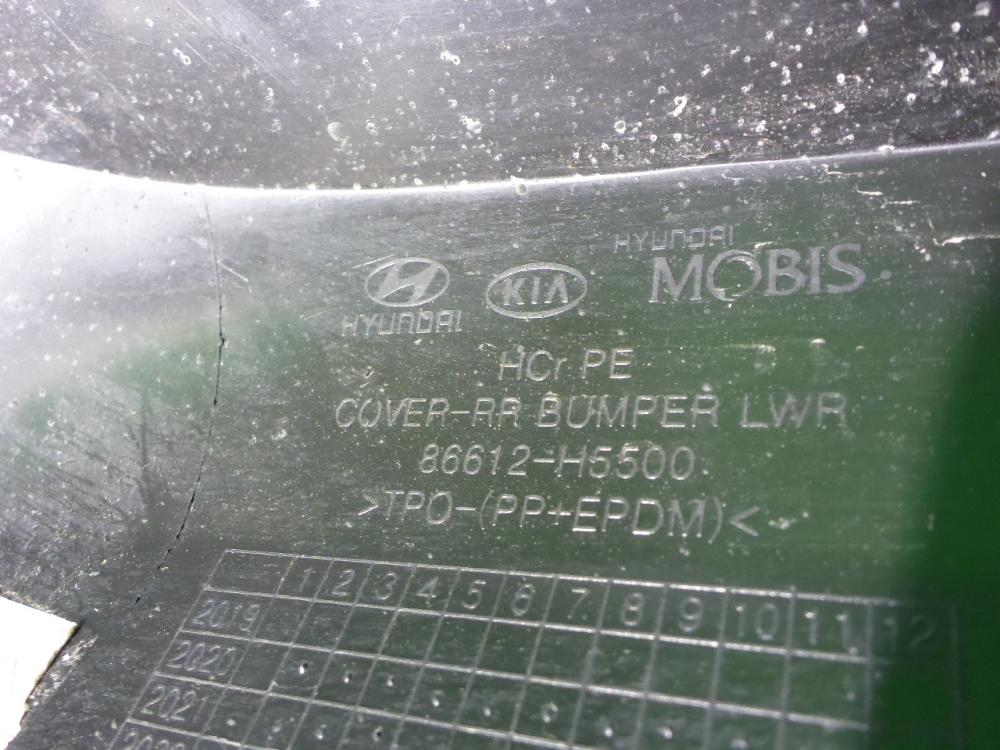 HYUNDAI
KIA
HYUNDAI
MOBIS
HCr PE
COVER-RR BUMPER LWR
86612-H5500
>TPO-(PP+EPDM)<
1 2 3 4 5 6 7 8 9 10 11 12
2019
2020
2021